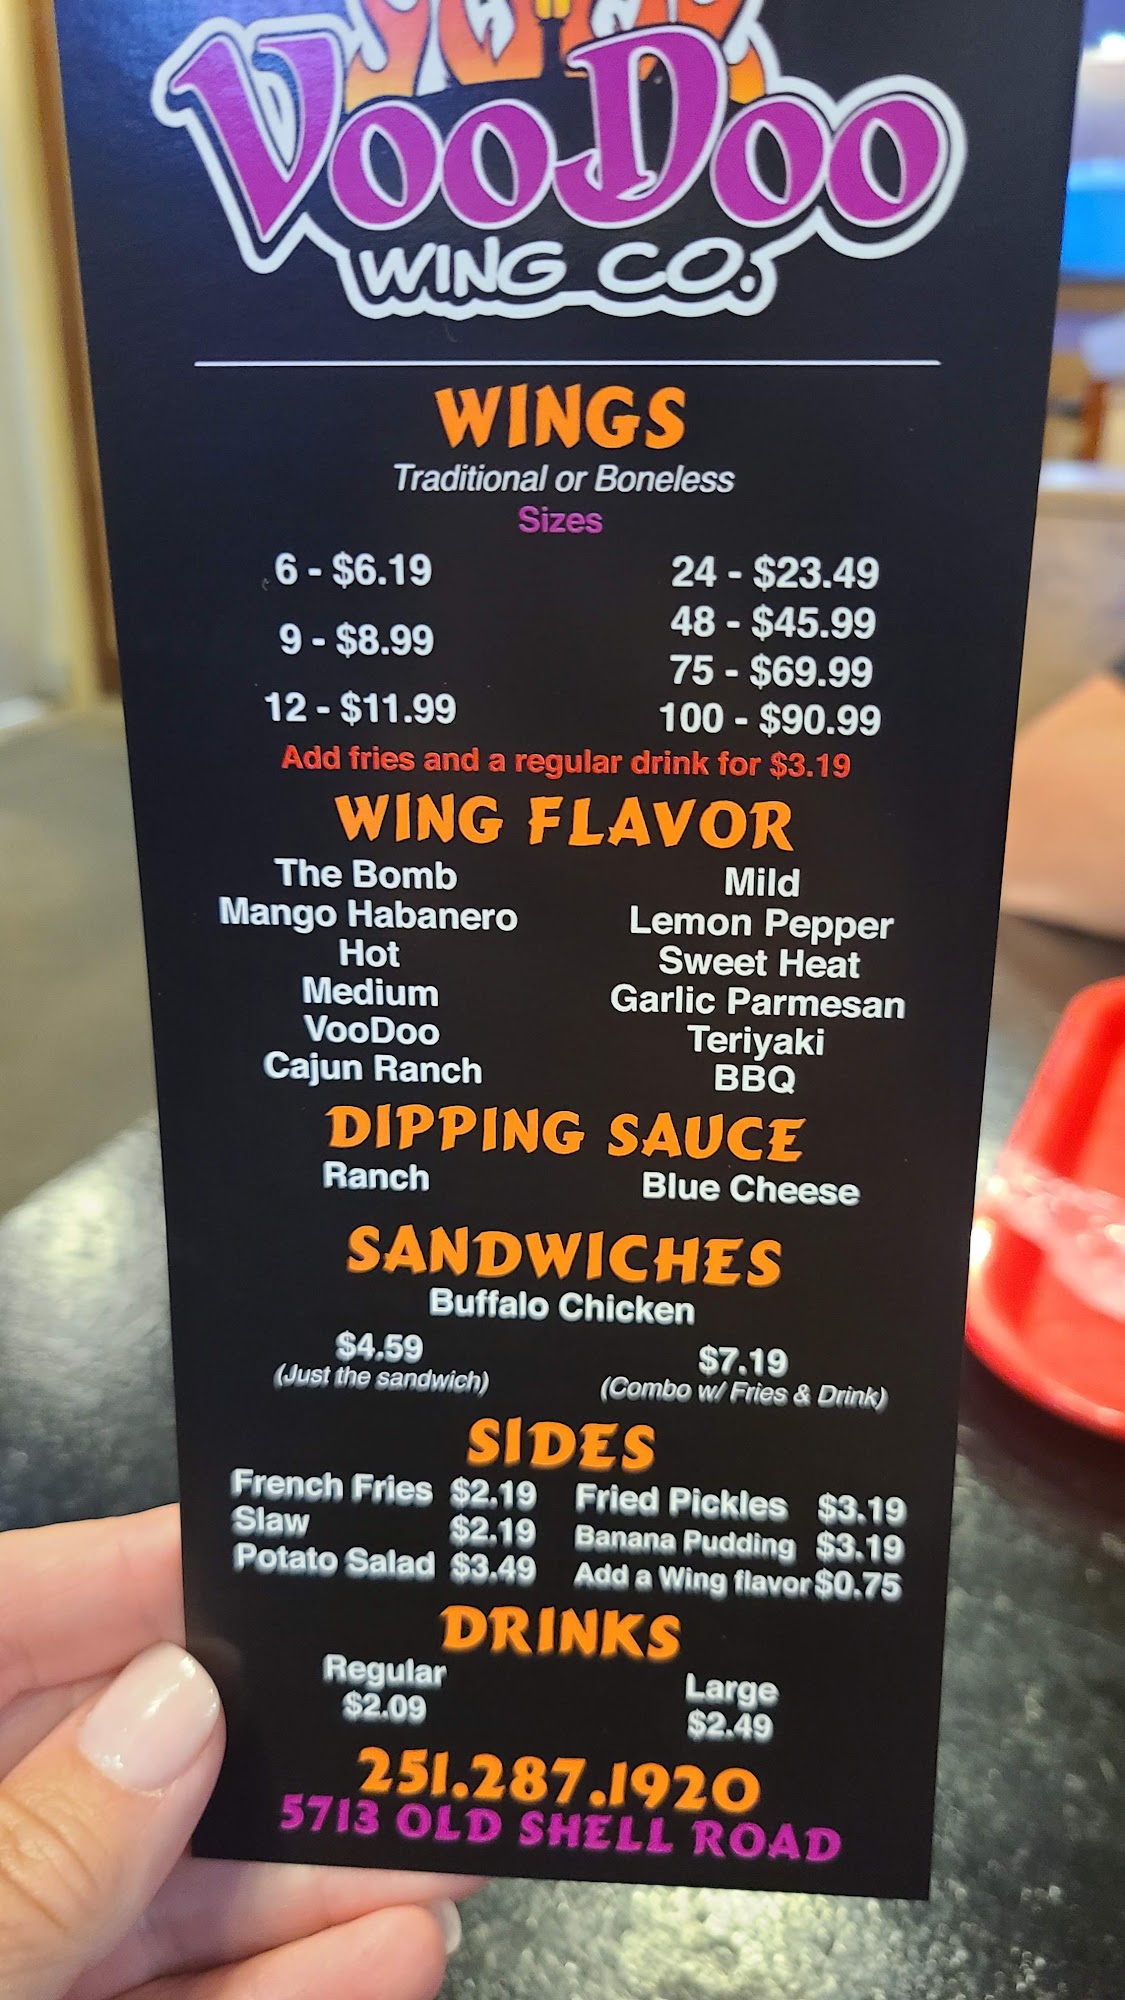 VooDoo
WING CO.
WINGS
Traditional or Boneless
Sizes
6 - $6.19
9 - $8.99
12 - $11.99
24 - $23.49
48 - $45.99
75 - $69.99
100 - $90.99
Add fries and a regular drink for $3.19
WING FLAVOR
The Bomb
Mango Habanero
Hot
Medium
VooDoo
Cajun Ranch
Mild
Lemon Pepper
Sweet Heat
Garlic Parmesan
Teriyaki
BBQ
DIPPING SAUCE
Ranch
Blue Cheese
SANDWICHES
Buffalo Chicken
$4.59
(Just the sandwich)
$7.19
(Combo w/ Fries & Drink)
SIDES
French Fries $2.19
Slaw $2.19
Potato Salad $3.49
Fried Pickles $3.19
Banana Pudding $3.19
Add a Wing flavor $0.75
DRINKS
Regular
$2.09
Large
$2.49
251.287.1920
5713 OLD SHELL ROAD